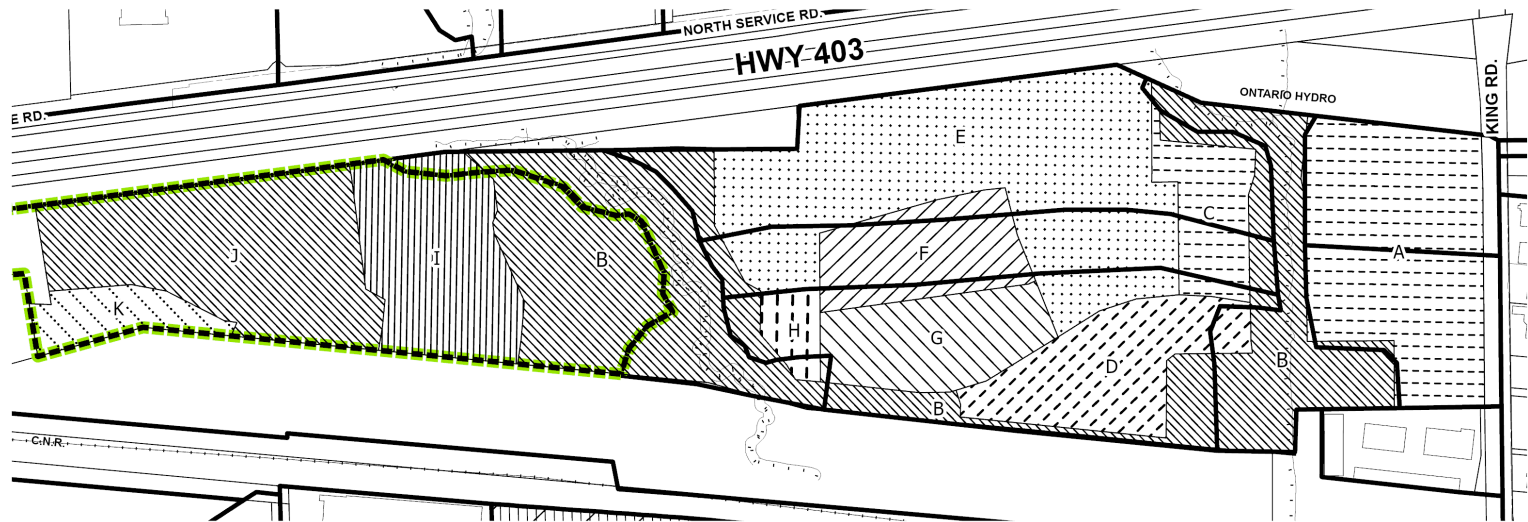 NORTH SERVICE RD.
HWY 403
KING RD.
ONTARIO HYDRO
E RD.
E
C
A
J
I
B
F
K
H
G
D
B
B
C.N.R.